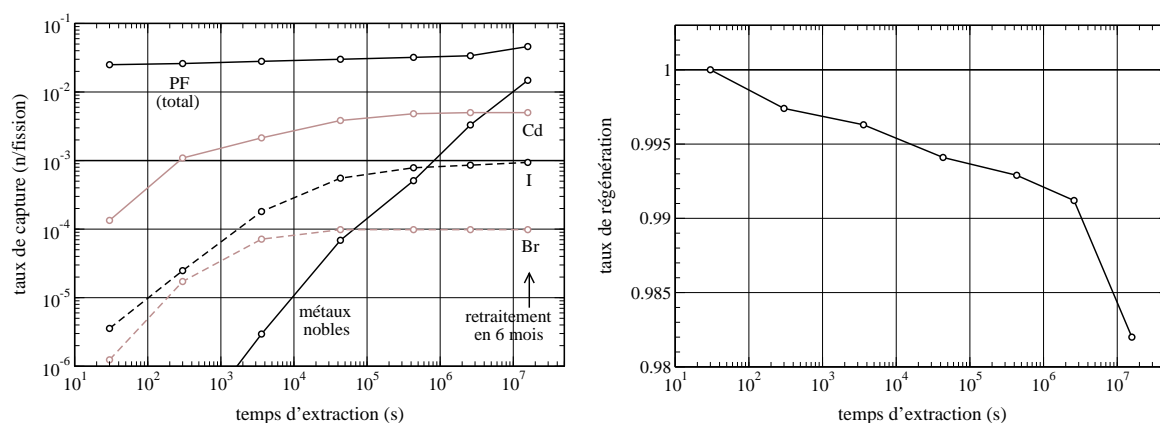 10^-1
10^-2
10^-3
10^-4
10^-5
10^-6
taux de capture (n/fission)
PF
(total)
Cd
I
Br
métaux
nobles
retraitement
en 6 mois
10^1 10^2 10^3 10^4 10^5 10^6 10^7
temps d'extraction (s)
1
0.995
0.99
0.985
0.98
taux de régénération
10^1 10^2 10^3 10^4 10^5 10^6 10^7
temps d'extraction (s)